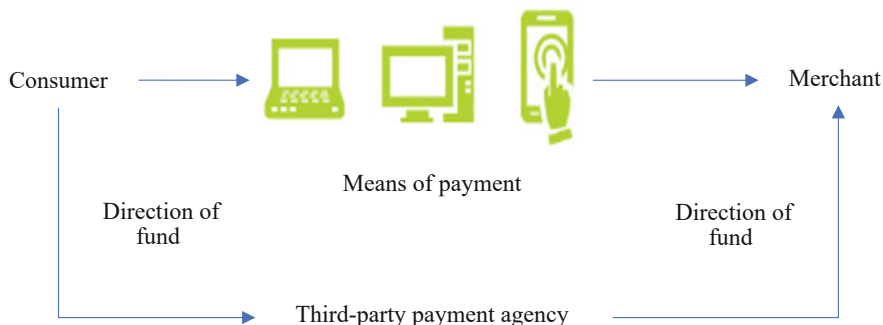 Consumer
Merchant
Means of payment
Direction of
fund
Direction of
fund
Third-party payment agency